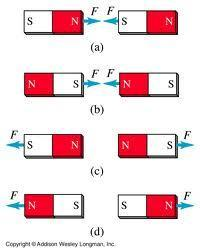 S N F F S N
(a)
N S F F N S
(b)
F S N N S F
(c)
F N S S N F
(d)
Copyright © Addison Wesley Longman, Inc.